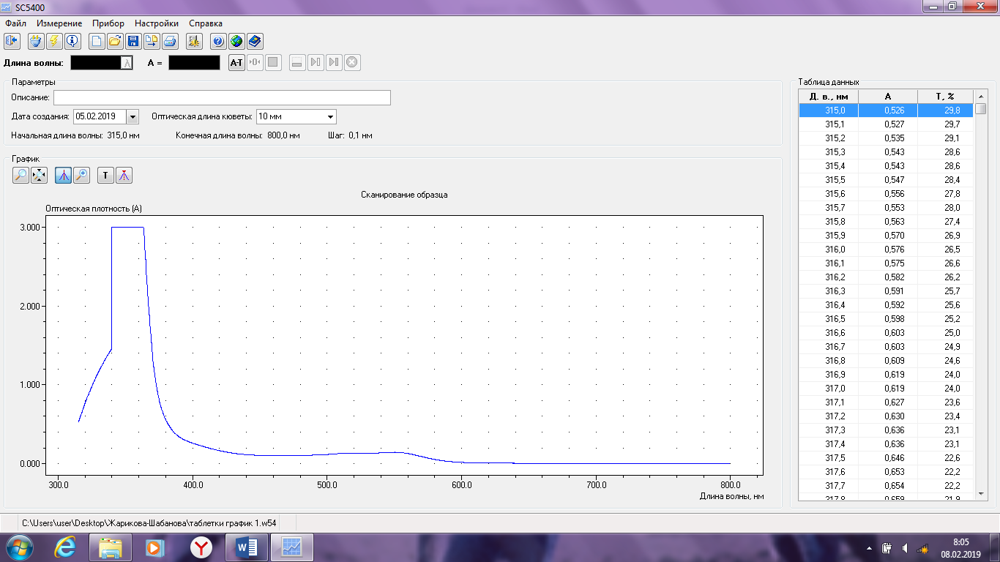 SC5400
Файл Измерение Прибор Настройки Справка
Длина волны: A A = A-T
Параметры
Описание:
Дата создания: 05.02.2019 Оптическая длина кюветы: 10 мм
Начальная длина волны: 315,0 нм Конечная длина волны: 800,0 нм Шаг: 0,1 нм
График
T
Сканирование образца
Оптическая плотность (А)
3.000
2.000
1.000
0.000
300.0 400.0 500.0 600.0 700.0 800.0
Длина волны, нм
Таблица данных
Д. в., нм A T, %
315,0 0,526 29,8
315,1 0,527 29,7
315,2 0,535 29,1
315,3 0,543 28,6
315,4 0,543 28,6
315,5 0,547 28,4
315,6 0,556 27,8
315,7 0,553 28,0
315,8 0,563 27,4
315,9 0,570 26,9
316,0 0,576 26,5
316,1 0,575 26,6
316,2 0,582 26,2
316,3 0,591 25,7
316,4 0,592 25,6
316,5 0,598 25,2
316,6 0,603 25,0
316,7 0,603 24,9
316,8 0,609 24,6
316,9 0,619 24,0
317,0 0,619 24,0
317,1 0,627 23,6
317,2 0,630 23,4
317,3 0,636 23,1
317,4 0,636 23,1
317,5 0,646 22,6
317,6 0,653 22,2
317,7 0,654 22,2
317,8 0,659 21,9
C:\Users\user\Desktop\Жарикова-Шабанова\таблетки график 1.w54
8:05
08.02.2019